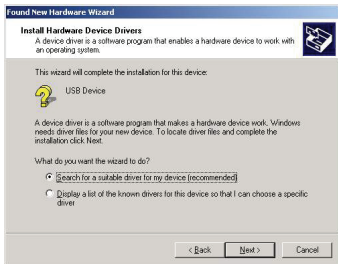 Found New Hardware Wizard
Install Hardware Device Drivers
A device driver is a software program that enables a hardware device to work with
an operating system.
This wizard will complete the installation for this device:
USB Device
A device driver is a software program that makes a hardware device work. Windows
needs driver files for your new device. To locate driver files and complete the
installation click Next.
What do you want the wizard to do?
Search for a suitable driver for my device (recommended)
Display a list of the known drivers for this device so that I can choose a specific
driver
< Back Next > Cancel